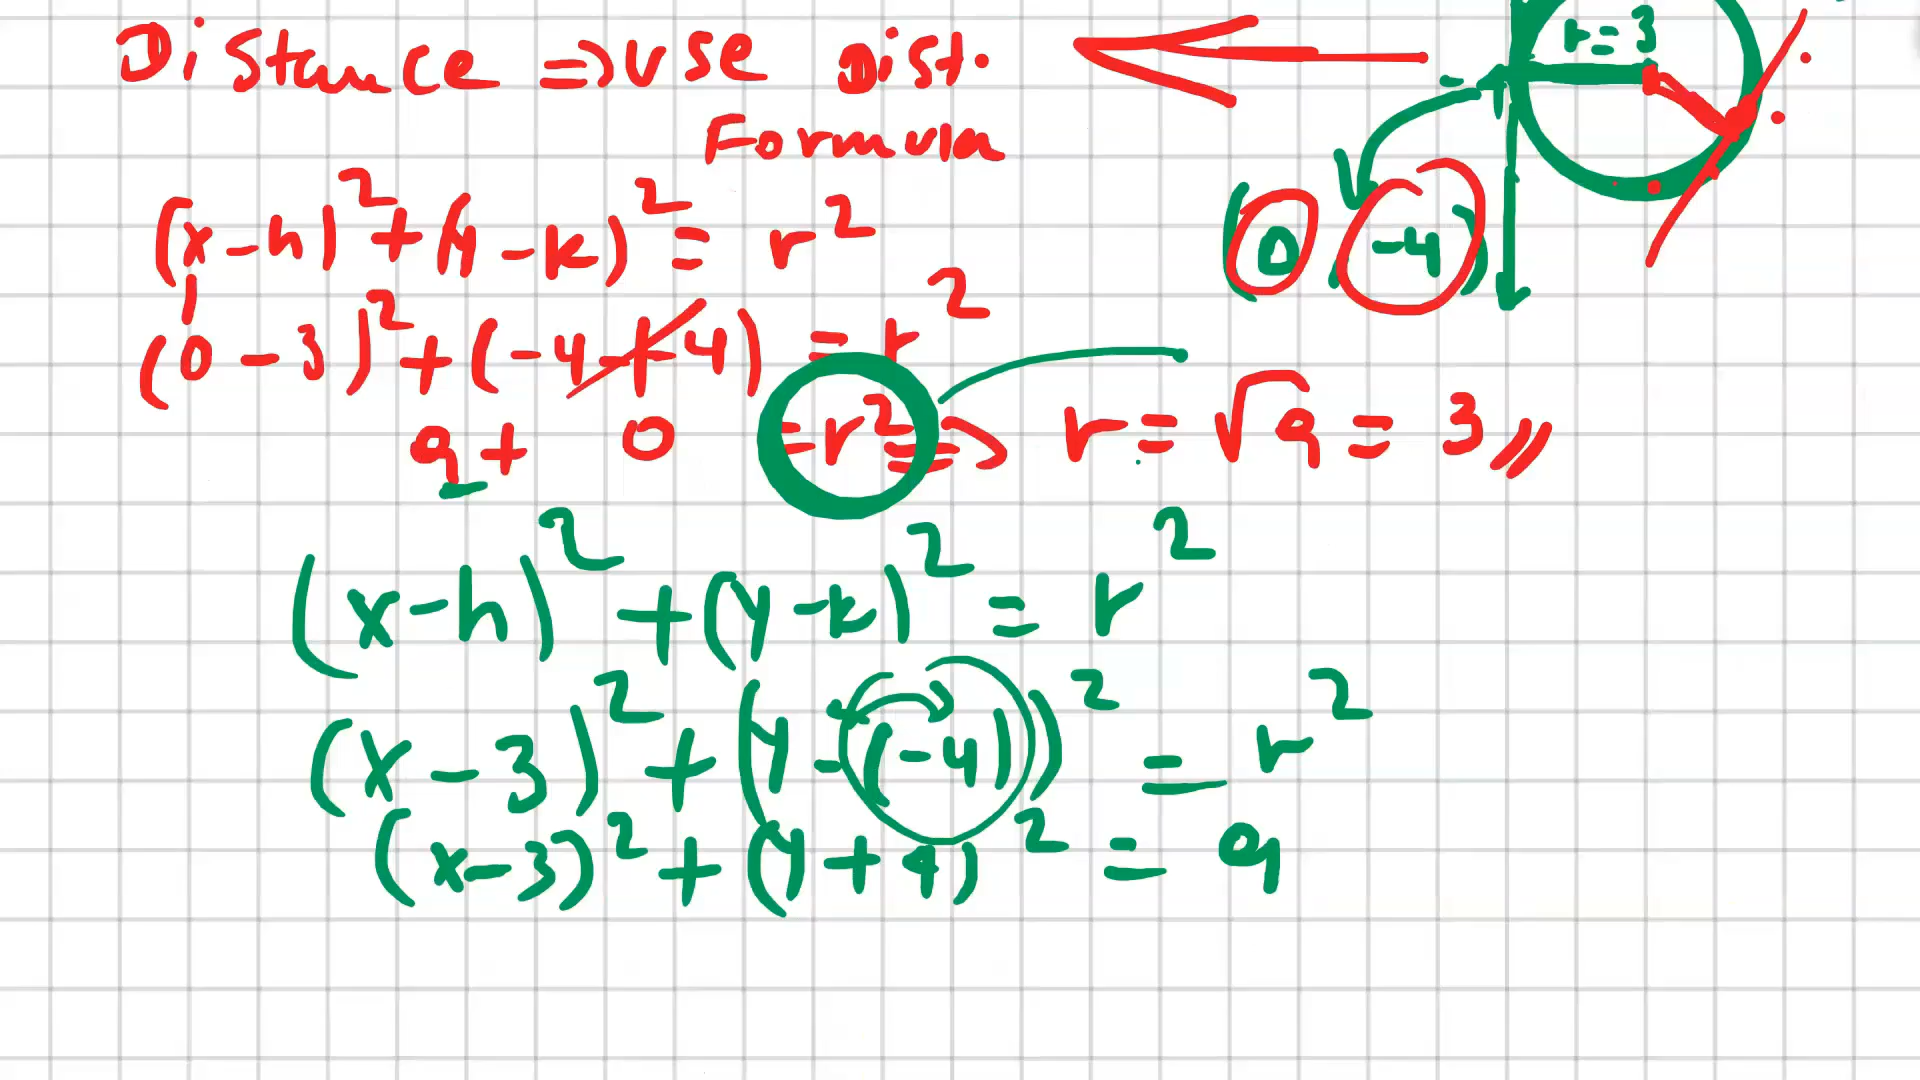 Distance => USE Dist.
Formula
r = 3
(0, -4)
(x-h)² + (y-k)² = r²
(0-3)² + (-4+4) = r²
9 + 0 = r² => r = √9 = 3
(x-h)² + (y-k)² = r²
(x-3)² + (y-(-4))² = r²
(x-3)² + (y+4)² = 9